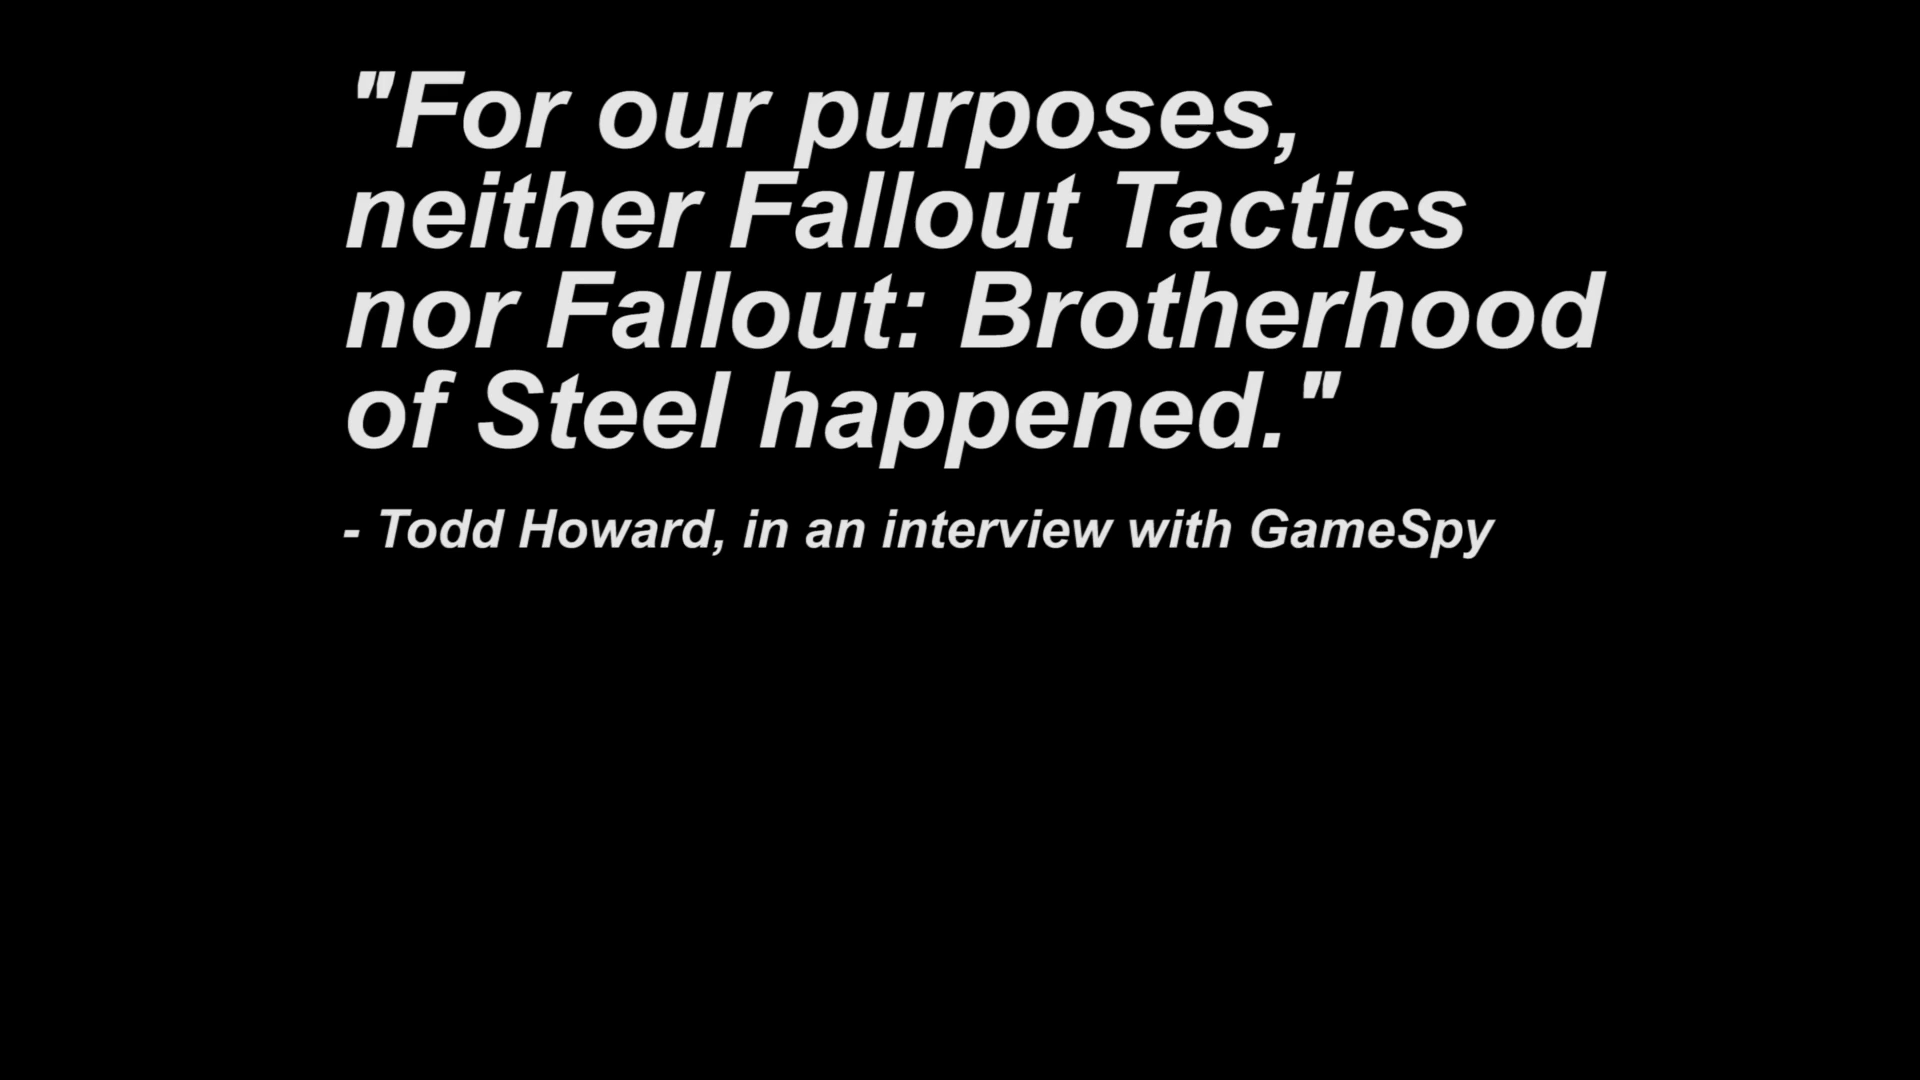 "For our purposes,
neither Fallout Tactics
nor Fallout: Brotherhood
of Steel happened."
- Todd Howard, in an interview with GameSpy